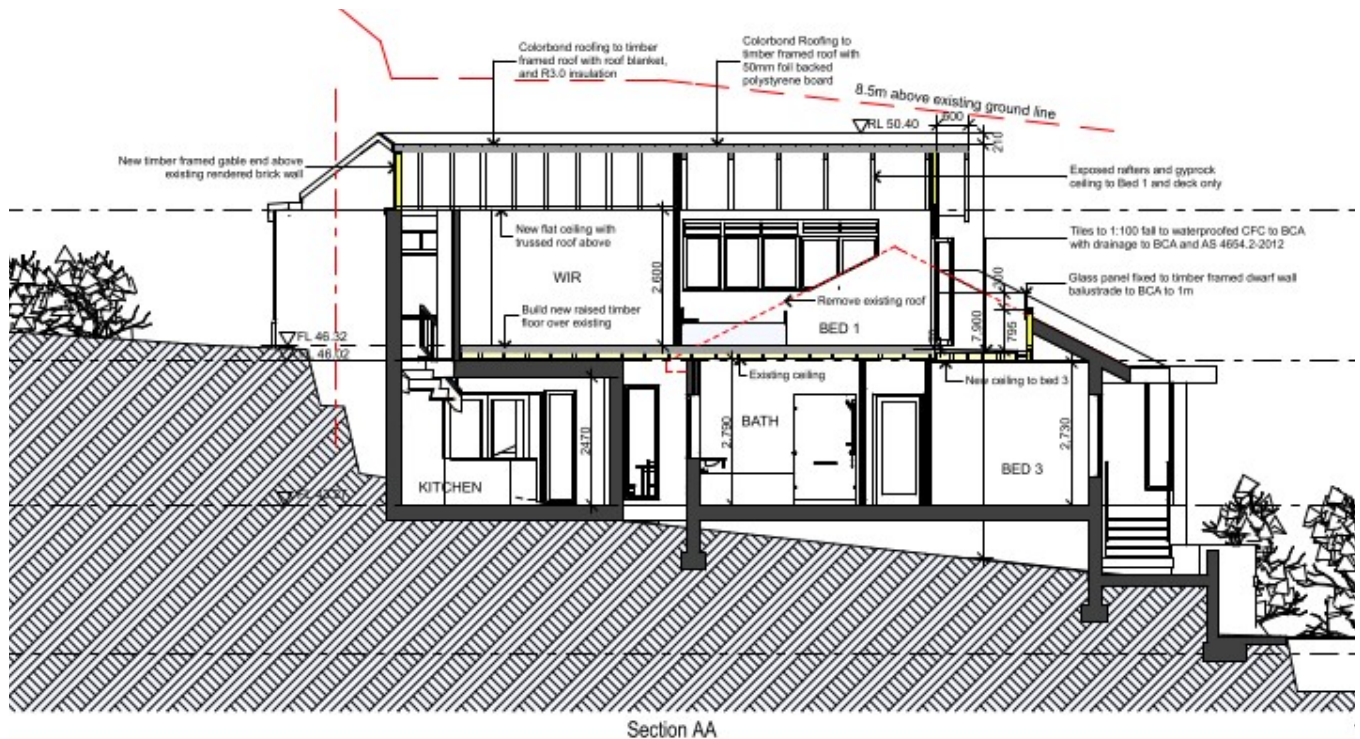 Colorbond roofing to timber
framed roof with roof blanket,
and R3.0 insulation
Colorbond Roofing to
timber framed roof with
50mm foil backed
polystyrene board
8.5m above existing ground line
RL 50.40
600
210
New timber framed gable end above
existing rendered brick wall
Exposed rafters and gyprock
ceiling to Bed 1 and deck only
New flat ceiling with
trussed roof above
Tiles to 1:100 fall to waterproofed CFC to BCA
with drainage to BCA and AS 4654.2-2012
WIR
2,600
Glass panel fixed to timber framed dwarf wall
balustrade to BCA to 1m
200
Build new raised timber
floor over existing
Remove existing roof
BED 1
7,900
795
FL 46.32
FL 46.02
Existing ceiling
New ceiling to bed 3
BATH
2470
2,790
2,730
BED 3
KITCHEN
Section AA